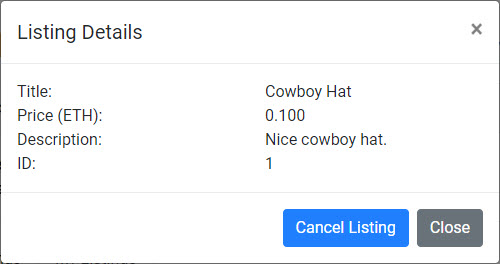 Listing Details ×
Title: Cowboy Hat
Price (ETH): 0.100
Description: Nice cowboy hat.
ID: 1
Cancel Listing Close